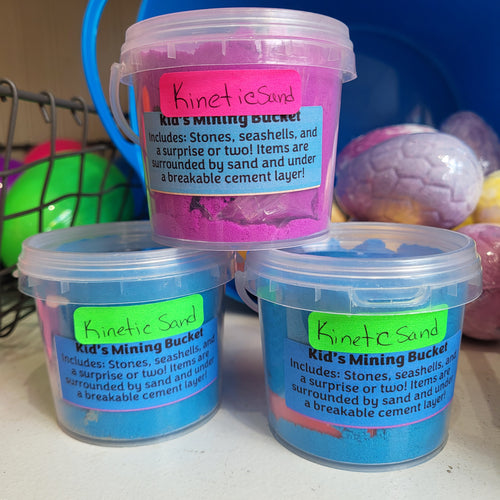 Kinetic Sand
Kid's Mining Bucket
Includes: Stones, seashells, and
a surprise or two! Items are
surrounded by sand and under
a breakable cement layer!
Kinetic Sand
Kid's Mining Bucket
Includes: Stones, seashells, and
a surprise or two! Items are
surrounded by sand and under
a breakable cement layer!
Kinetc Sand
Kid's Mining Bucket
Includes: Stones, seashells, and
a surprise or two! Items are
surrounded by sand and under
a breakable cement layer!